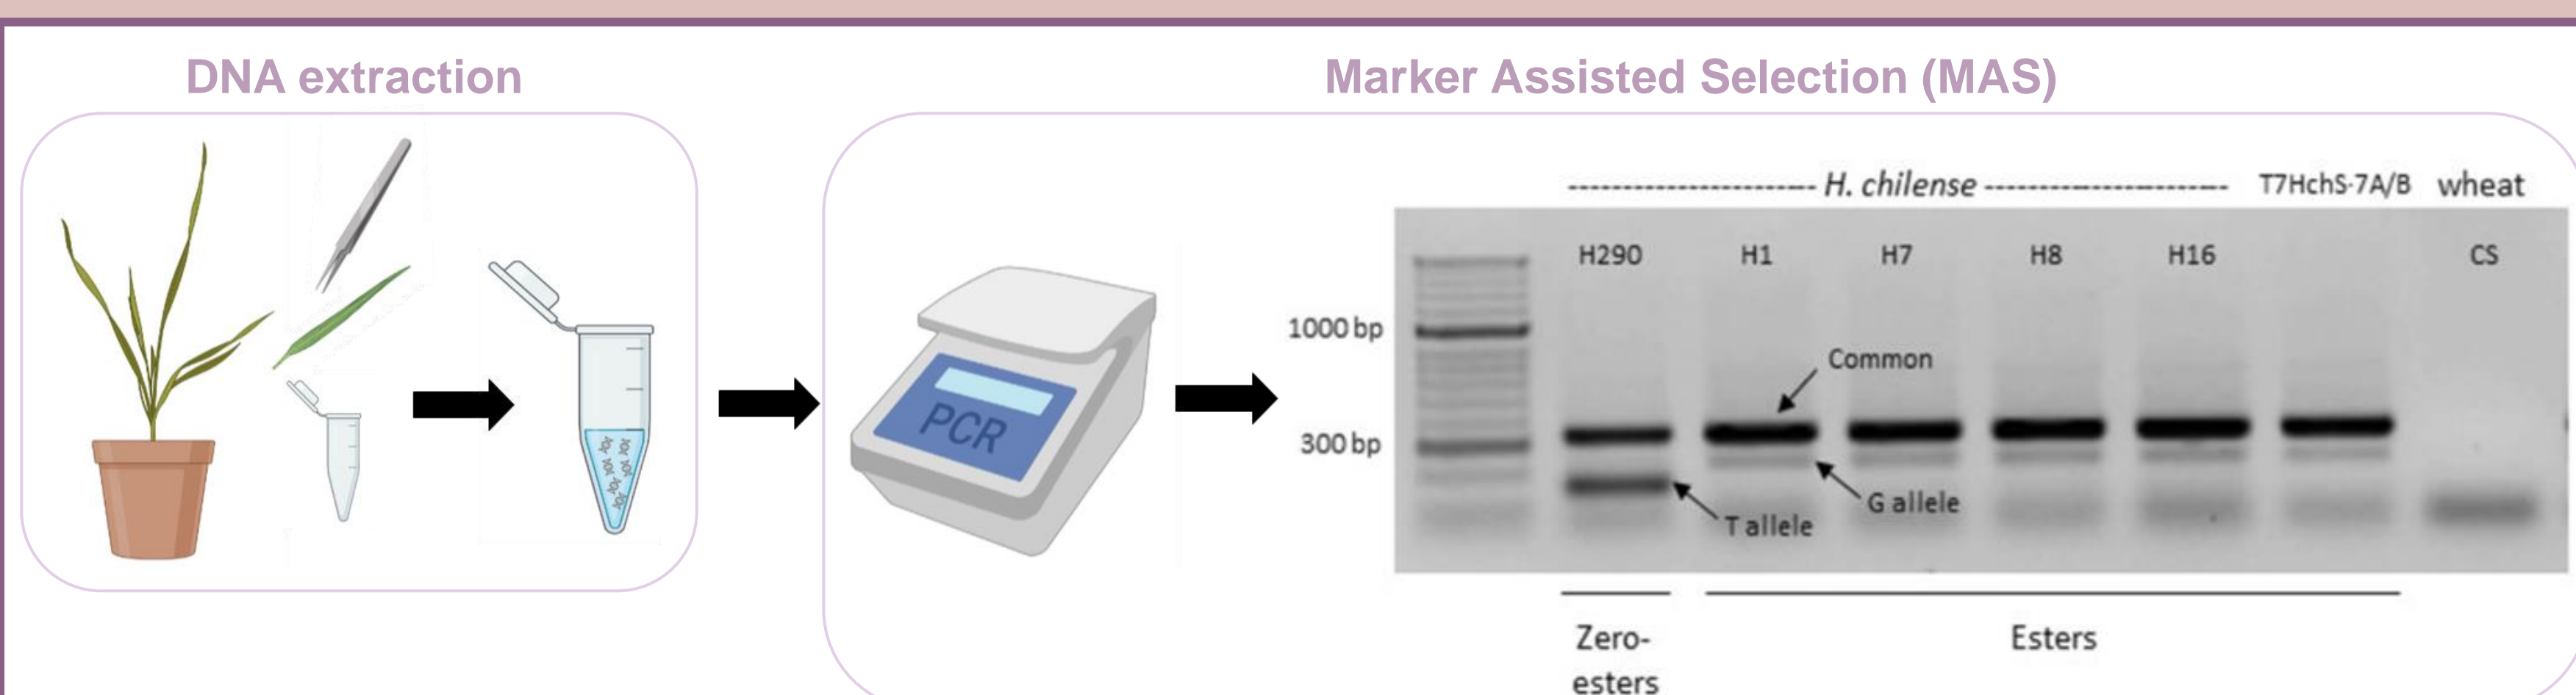 DNA extraction
Marker Assisted Selection (MAS)
PCR
H. chilense
T7HchS-7A/B
wheat
H290
H1
H7
H8
H16
CS
1000 bp
300 bp
Common
G allele
T allele
Zero-
esters
Esters